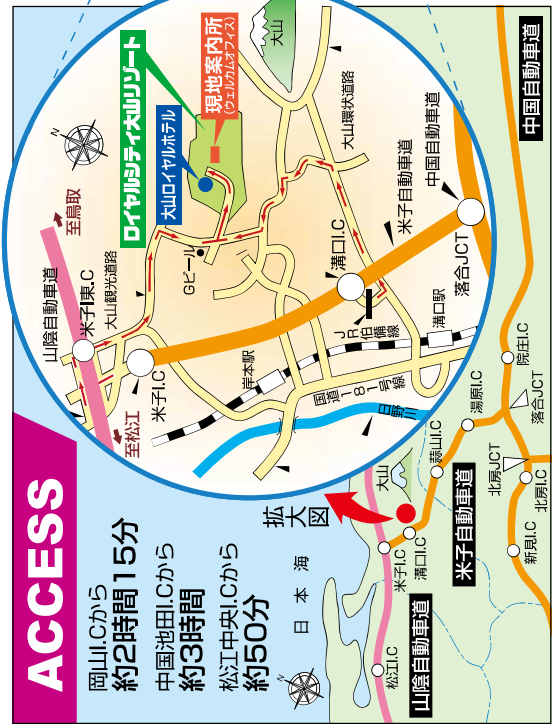 ACCESS
岡山I.Cから
約2時間15分
中国池田I.Cから
約3時間
松江中央I.Cから
約50分
日本海
拡大図
山陰自動車道
米子自動車道
中国自動車道
松江I.C
米子I.C
溝口I.C
大山
蒜山I.C
湯原I.C
落合JCT
院庄I.C
北房JCT
北房I.C
新見I.C
至松江
至鳥取
山陰自動車道
米子東I.C
米子I.C
大山観光道路
ロイヤルシティ大山リゾート
大山ロイヤルホテル
現地案内所
(ウェルカムオフィス)
大山
大山環状道路
Gビール
岸本駅
国道181号線
日野川
JR伯備線
溝口駅
溝口I.C
米子自動車道
中国自動車道
落合JCT